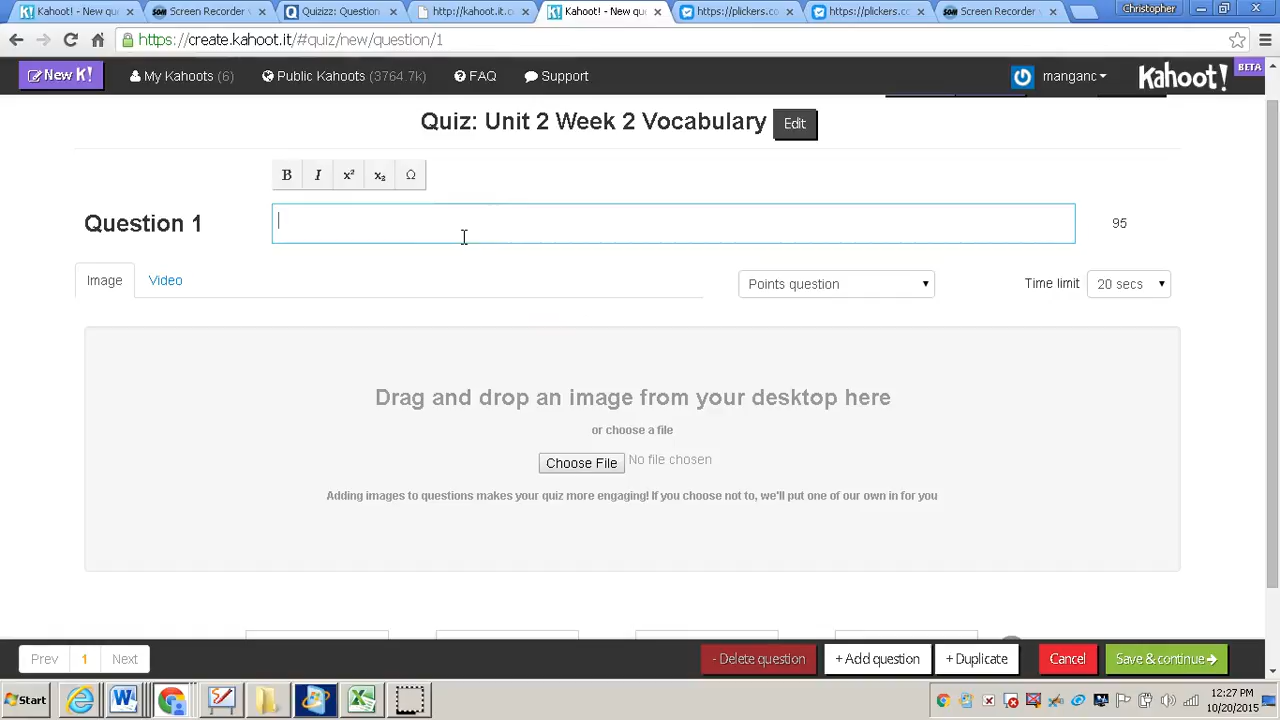 Kahoot! - New qu
Screen Recorder
Quizizz: Question
http://kahoot.it.c
Kahoot! - New qu
https://plickers.c
https://plickers.c
Screen Recorder
Christopher
https://create.kahoot.it/#quiz/new/question/1
New K!
My Kahoots (6)
Public Kahoots (3764.7k)
FAQ
Support
manganc
Kahoot!
BETA
Quiz: Unit 2 Week 2 Vocabulary
Edit
B I x² x₂ Ω
Question 1
95
Image
Video
Points question
Time limit
20 secs
Drag and drop an image from your desktop here
or choose a file
Choose File
No file chosen
Adding images to questions makes your quiz more engaging! If you choose not to, we'll put one of our own in for you
Prev
1
Next
- Delete question
+ Add question
+ Duplicate
Cancel
Save & continue
Start
12:27 PM
10/20/2015